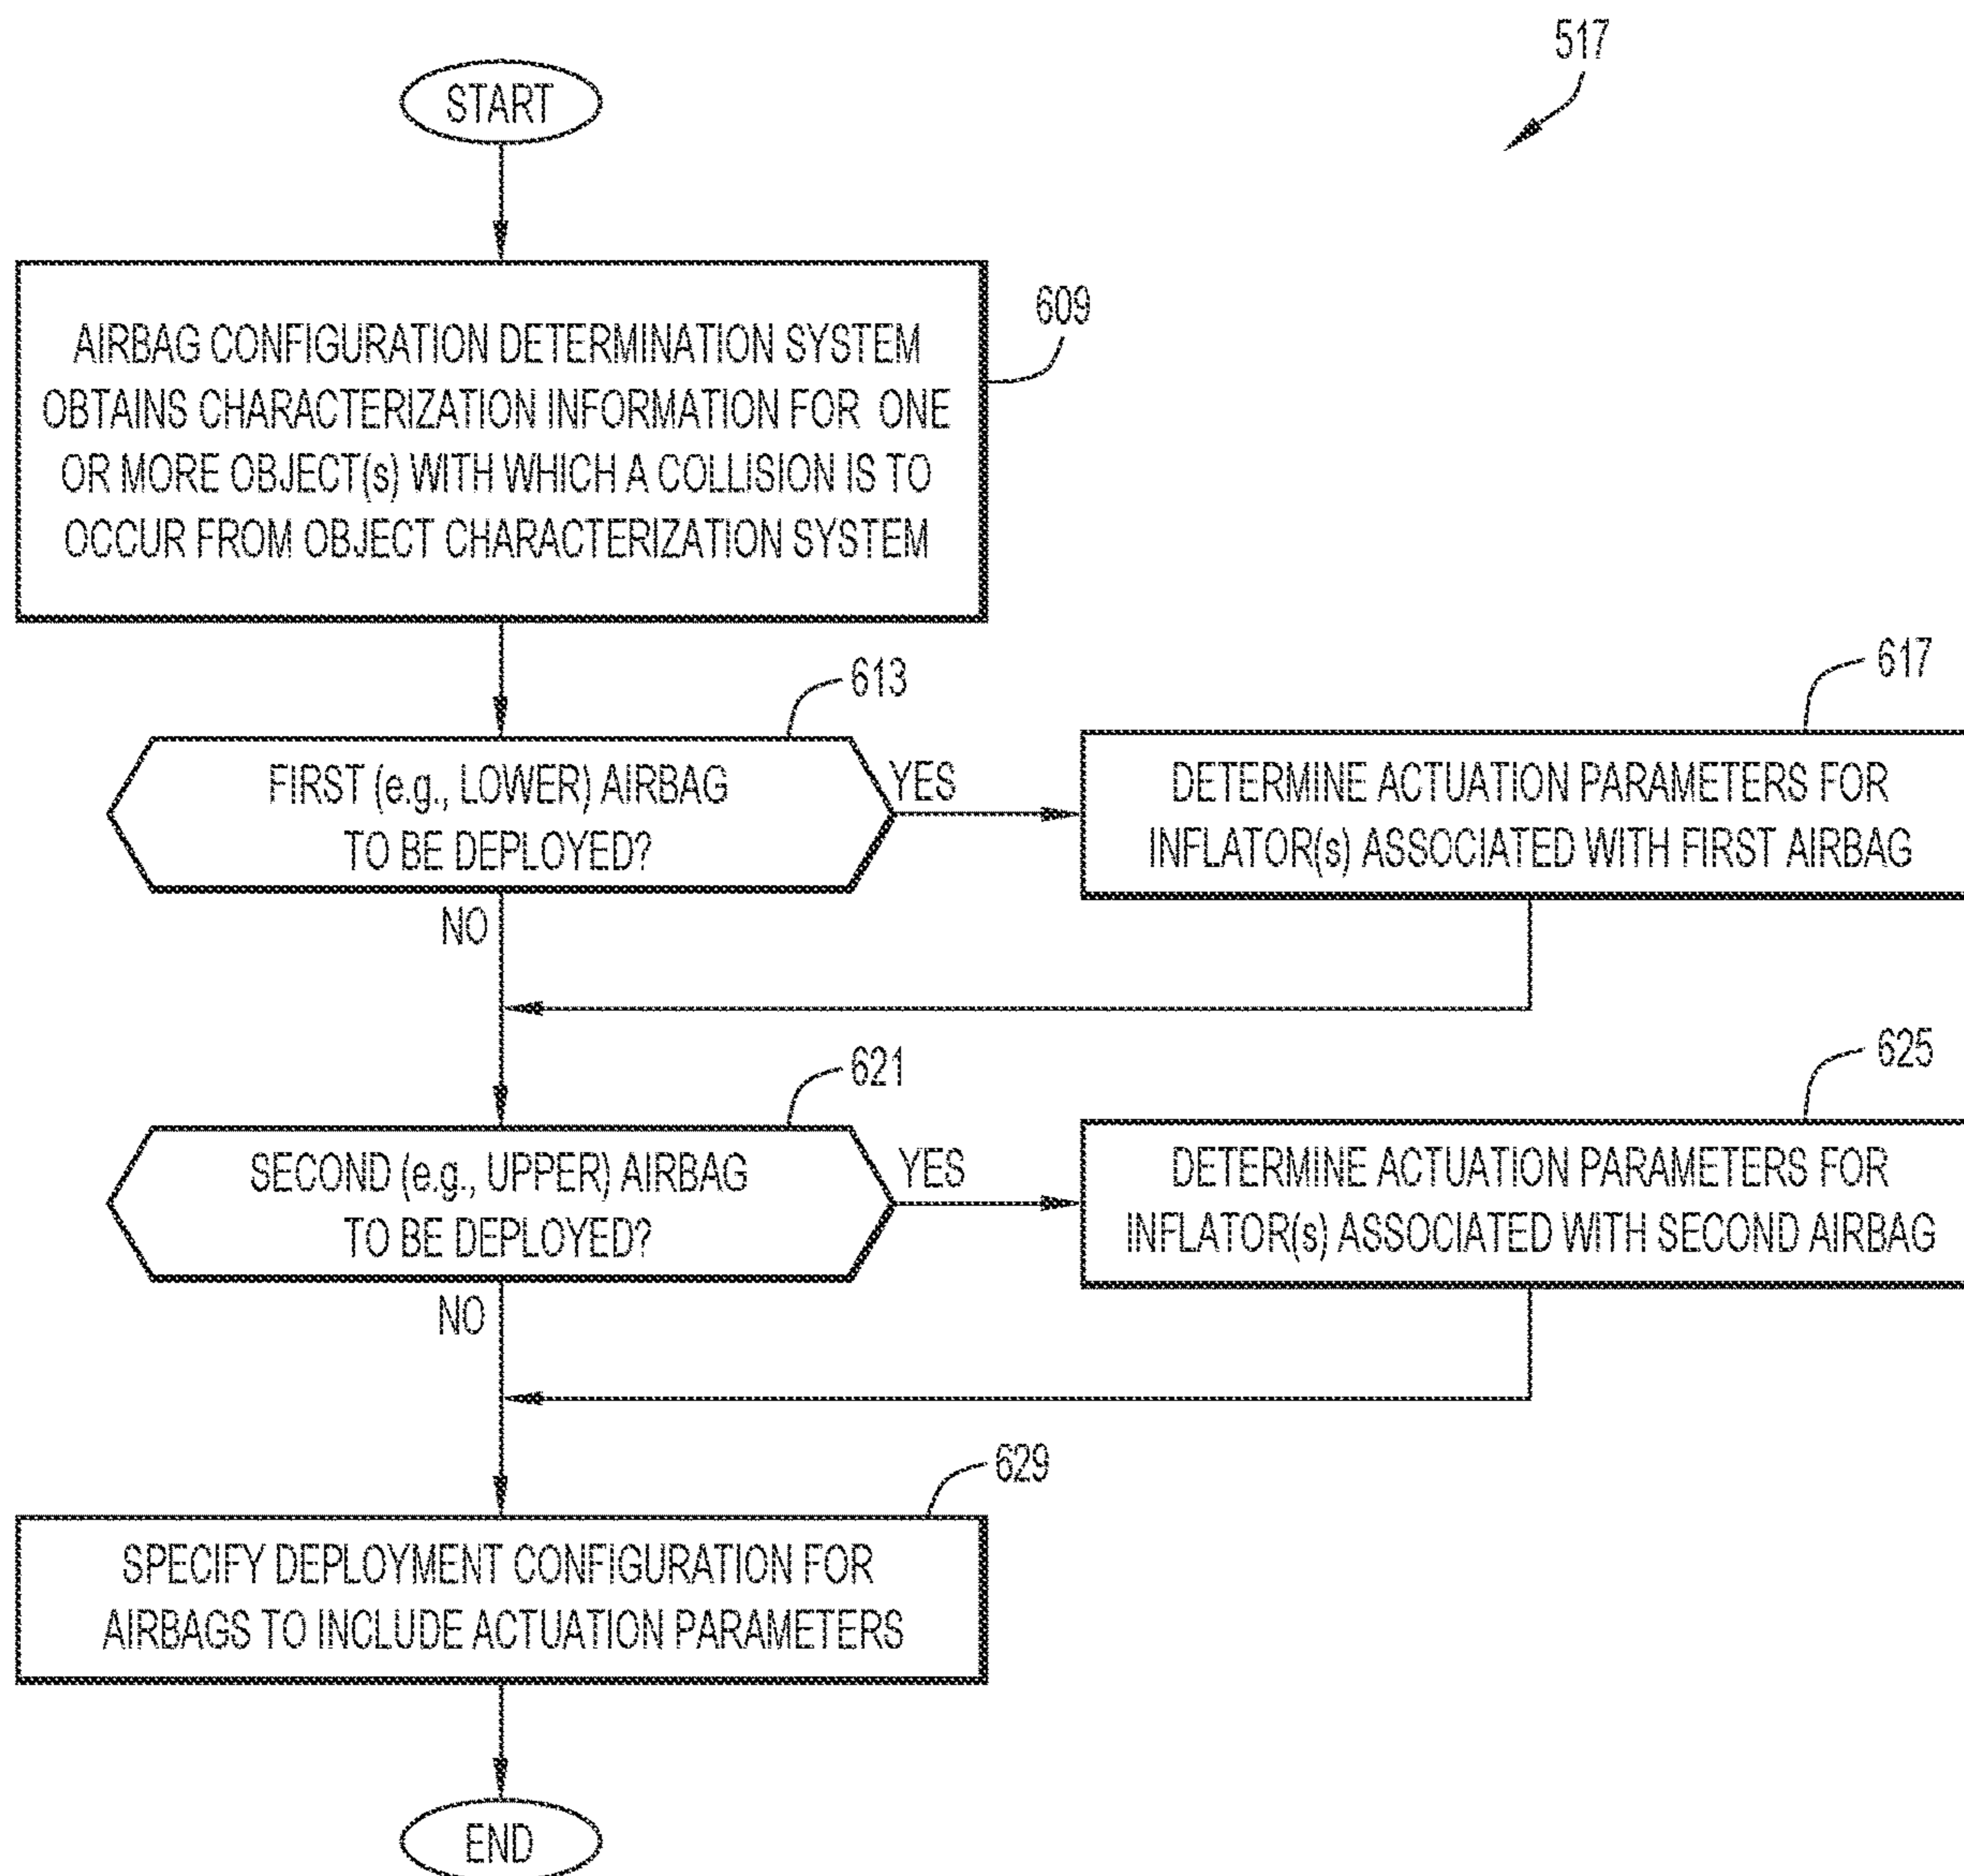 517
START
AIRBAG CONFIGURATION DETERMINATION SYSTEM
OBTAINS CHARACTERIZATION INFORMATION FOR ONE
OR MORE OBJECT(s) WITH WHICH A COLLISION IS TO
OCCUR FROM OBJECT CHARACTERIZATION SYSTEM
609
613
FIRST (e.g., LOWER) AIRBAG
TO BE DEPLOYED?
YES
NO
617
DETERMINE ACTUATION PARAMETERS FOR
INFLATOR(s) ASSOCIATED WITH FIRST AIRBAG
621
SECOND (e.g., UPPER) AIRBAG
TO BE DEPLOYED?
YES
NO
625
DETERMINE ACTUATION PARAMETERS FOR
INFLATOR(s) ASSOCIATED WITH SECOND AIRBAG
629
SPECIFY DEPLOYMENT CONFIGURATION FOR
AIRBAGS TO INCLUDE ACTUATION PARAMETERS
END